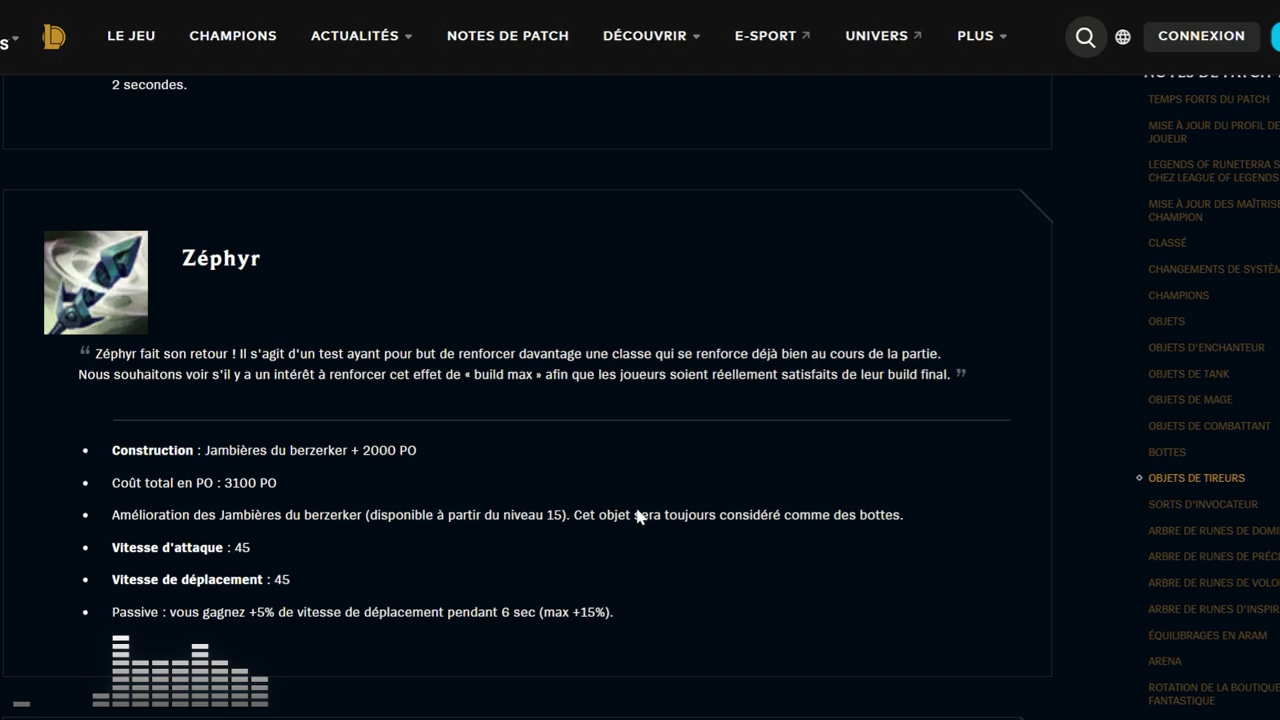 S
LE JEU
CHAMPIONS
ACTUALITÉS
NOTES DE PATCH
DÉCOUVRIR
E-SPORT
UNIVERS
PLUS
CONNEXION
2 secondes.
Zéphyr
“ Zéphyr fait son retour ! Il s'agit d'un test ayant pour but de renforcer davantage une classe qui se renforce déjà bien au cours de la partie.
Nous souhaitons voir s'il y a un intérêt à renforcer cet effet de « build max » afin que les joueurs soient réellement satisfaits de leur build final. ”
• Construction : Jambières du berzerker + 2000 PO
• Coût total en PO : 3100 PO
• Amélioration des Jambières du berzerker (disponible à partir du niveau 15). Cet objet sera toujours considéré comme des bottes.
• Vitesse d'attaque : 45
• Vitesse de déplacement : 45
• Passive : vous gagnez +5% de vitesse de déplacement pendant 6 sec (max +15%).
NOTES DE PATCH
TEMPS FORTS DU PATCH
MISE À JOUR DU PROFIL DE
JOUEUR
LEGENDS OF RUNETERRA S
CHEZ LEAGUE OF LEGENDS
MISE À JOUR DES MAÎTRISE
CHAMPION
CLASSÉ
CHANGEMENTS DE SYSTÈM
CHAMPIONS
OBJETS
OBJETS D'ENCHANTEUR
OBJETS DE TANK
OBJETS DE MAGE
OBJETS DE COMBATTANT
BOTTES
OBJETS DE TIREURS
SORTS D'INVOCATEUR
ARBRE DE RUNES DE DOMI
ARBRE DE RUNES DE PRÉC
ARBRE DE RUNES DE VOLO
ARBRE DE RUNES D'INSPIR
ÉQUILIBRAGES EN ARAM
ARENA
ROTATION DE LA BOUTIQUE
FANTASTIQUE